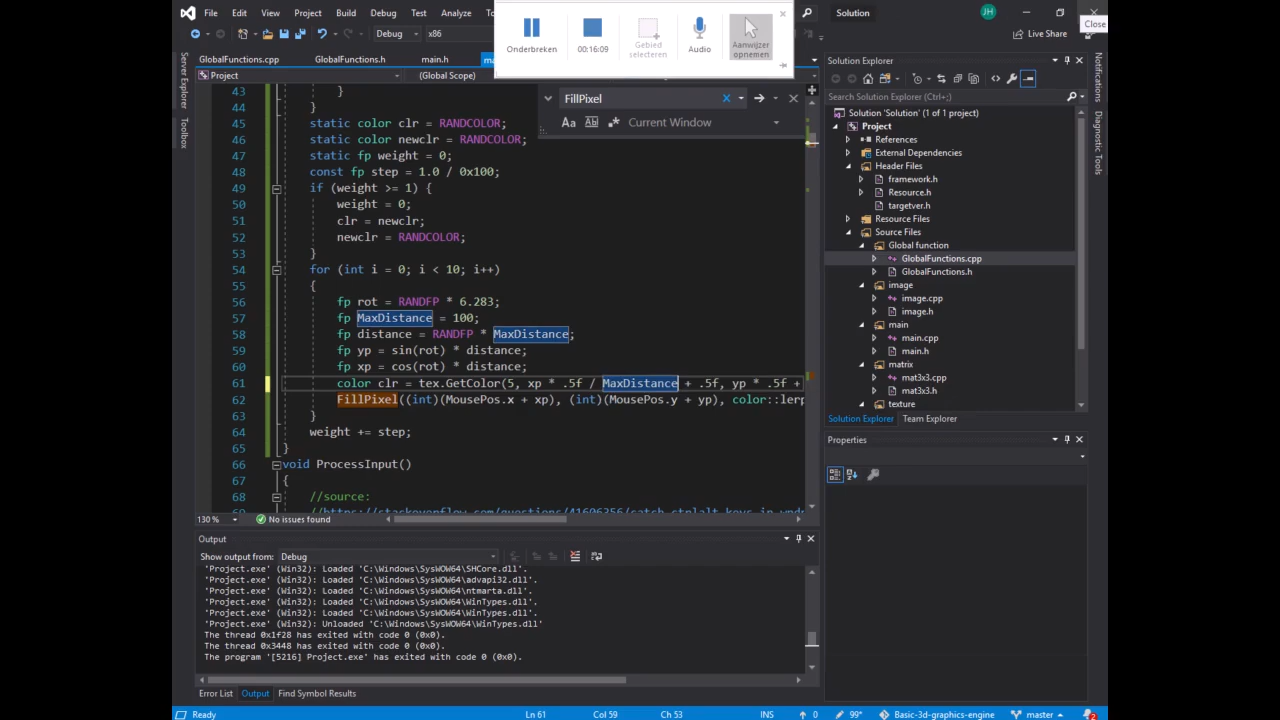 File Edit View Project Build Debug Test Analyze
Solution
JH
Close
Onderbreken
00:16:09
Gebied selecteren
Audio
Aanwijzer opnemen
Debug x86
Live Share
GlobalFunctions.cpp GlobalFunctions.h main.h
Project (Global Scope)
FillPixel
Aa Ab Current Window
43 }
44 }
45 static color clr = RANDCOLOR;
46 static color newclr = RANDCOLOR;
47 static fp weight = 0;
48 const fp step = 1.0 / 0x100;
49 if (weight >= 1) {
50 weight = 0;
51 clr = newclr;
52 newclr = RANDCOLOR;
53 }
54 for (int i = 0; i < 10; i++)
55 {
56 fp rot = RANDFP * 6.283;
57 fp MaxDistance = 100;
58 fp distance = RANDFP * MaxDistance;
59 fp yp = sin(rot) * distance;
60 fp xp = cos(rot) * distance;
61 color clr = tex.GetColor(5, xp * .5f / MaxDistance + .5f, yp * .5f +
62 FillPixel((int)(MousePos.x + xp), (int)(MousePos.y + yp), color::lerp
63 }
64 weight += step;
65 }
66 void ProcessInput()
67 {
68 //source:
130 % No issues found
Output
Show output from: Debug
'Project.exe' (Win32): Loaded 'C:\Windows\SysWOW64\SHCore.dll'.
'Project.exe' (Win32): Loaded 'C:\Windows\SysWOW64\advapi32.dll'.
'Project.exe' (Win32): Loaded 'C:\Windows\SysWOW64\ntmarta.dll'.
'Project.exe' (Win32): Loaded 'C:\Windows\SysWOW64\WinTypes.dll'.
'Project.exe' (Win32): Loaded 'C:\Windows\SysWOW64\WinTypes.dll'.
'Project.exe' (Win32): Unloaded 'C:\Windows\SysWOW64\WinTypes.dll'
The thread 0x1f28 has exited with code 0 (0x0).
The thread 0x3448 has exited with code 0 (0x0).
The program '[5216] Project.exe' has exited with code 0 (0x0).
Error List Output Find Symbol Results
Ready Ln 61 Col 59 Ch 53 INS 0 99+ Basic-3d-graphics-engine master 2
Server Explorer
Toolbox
Solution Explorer
Search Solution Explorer (Ctrl+;)
Solution 'Solution' (1 of 1 project)
Project
References
External Dependencies
Header Files
framework.h
Resource.h
targetver.h
Resource Files
Source Files
Global function
GlobalFunctions.cpp
GlobalFunctions.h
image
image.cpp
image.h
main
main.cpp
main.h
matrix
mat3x3.cpp
mat3x3.h
texture
Solution Explorer Team Explorer
Properties
Notifications
Diagnostic Tools